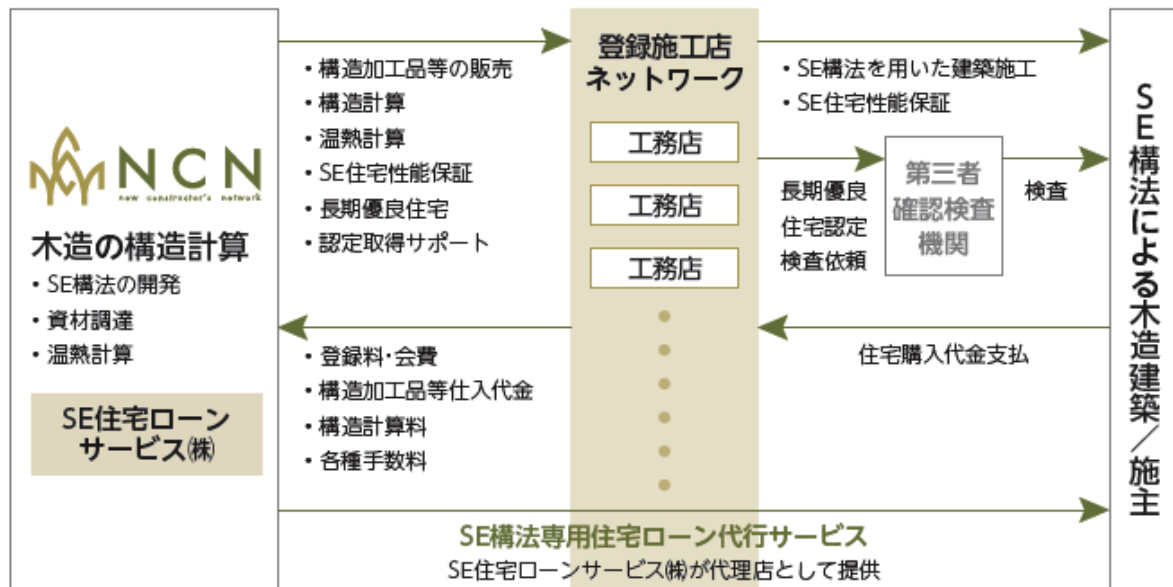 NCN
new constructor's network
木造の構造計算
・SE構法の開発
・資材調達
・温熱計算
SE住宅ローン
サービス㈱
・構造加工品等の販売
・構造計算
・温熱計算
・SE住宅性能保証
・長期優良住宅
・認定取得サポート
・登録料・会費
・構造加工品等仕入代金
・構造計算料
・各種手数料
登録施工店
ネットワーク
工務店
工務店
工務店
・SE構法を用いた建築施工
・SE住宅性能保証
長期優良
住宅認定
検査依頼
第三者
確認検査
機関
検査
住宅購入代金支払
SE構法専用住宅ローン代行サービス
SE住宅ローンサービス㈱が代理店として提供
SE構法による木造建築／施主